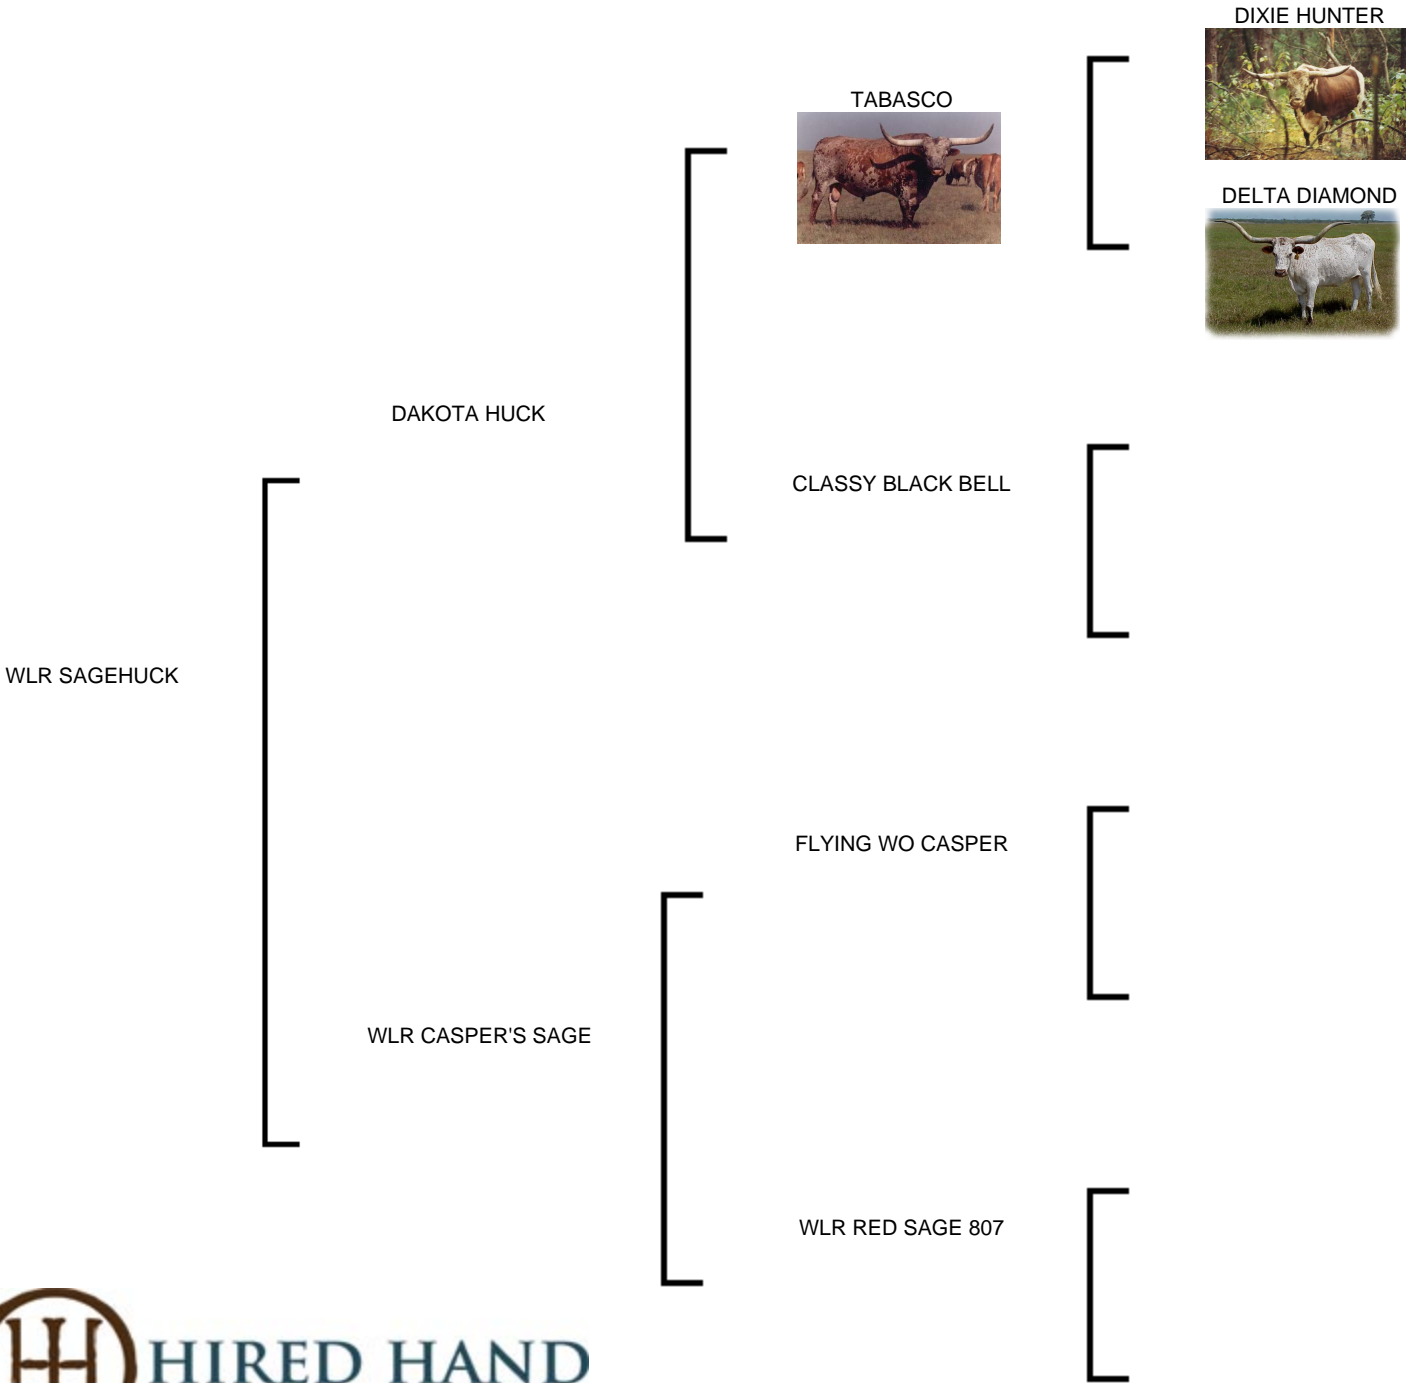 DIXIE HUNTER
TABASCO
DELTA DIAMOND
DAKOTA HUCK
CLASSY BLACK BELL
WLR SAGEHUCK
FLYING WO CASPER
WLR CASPER'S SAGE
WLR RED SAGE 807
HIRED HAND